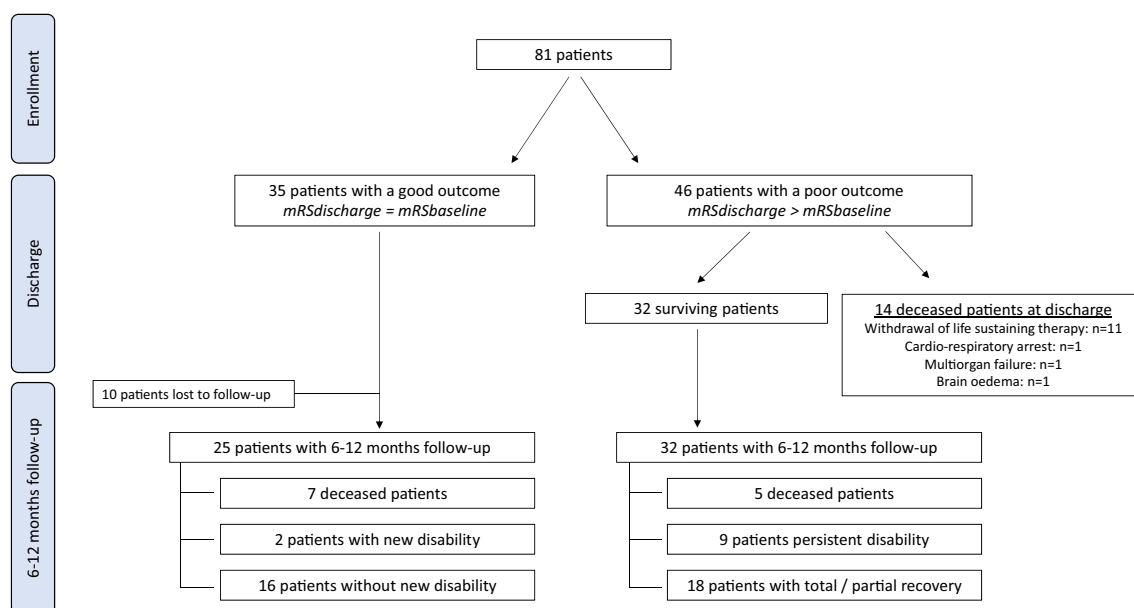 Enrollment
81 patients
Discharge
35 patients with a good outcome
mRSdischarge = mRSbaseline
46 patients with a poor outcome
mRSdischarge > mRSbaseline
32 surviving patients
14 deceased patients at discharge
Withdrawal of life sustaining therapy: n=11
Cardio-respiratory arrest: n=1
Multiorgan failure: n=1
Brain oedema: n=1
10 patients lost to follow-up
6-12 months follow-up
25 patients with 6-12 months follow-up
7 deceased patients
2 patients with new disability
16 patients without new disability
32 patients with 6-12 months follow-up
5 deceased patients
9 patients persistent disability
18 patients with total / partial recovery